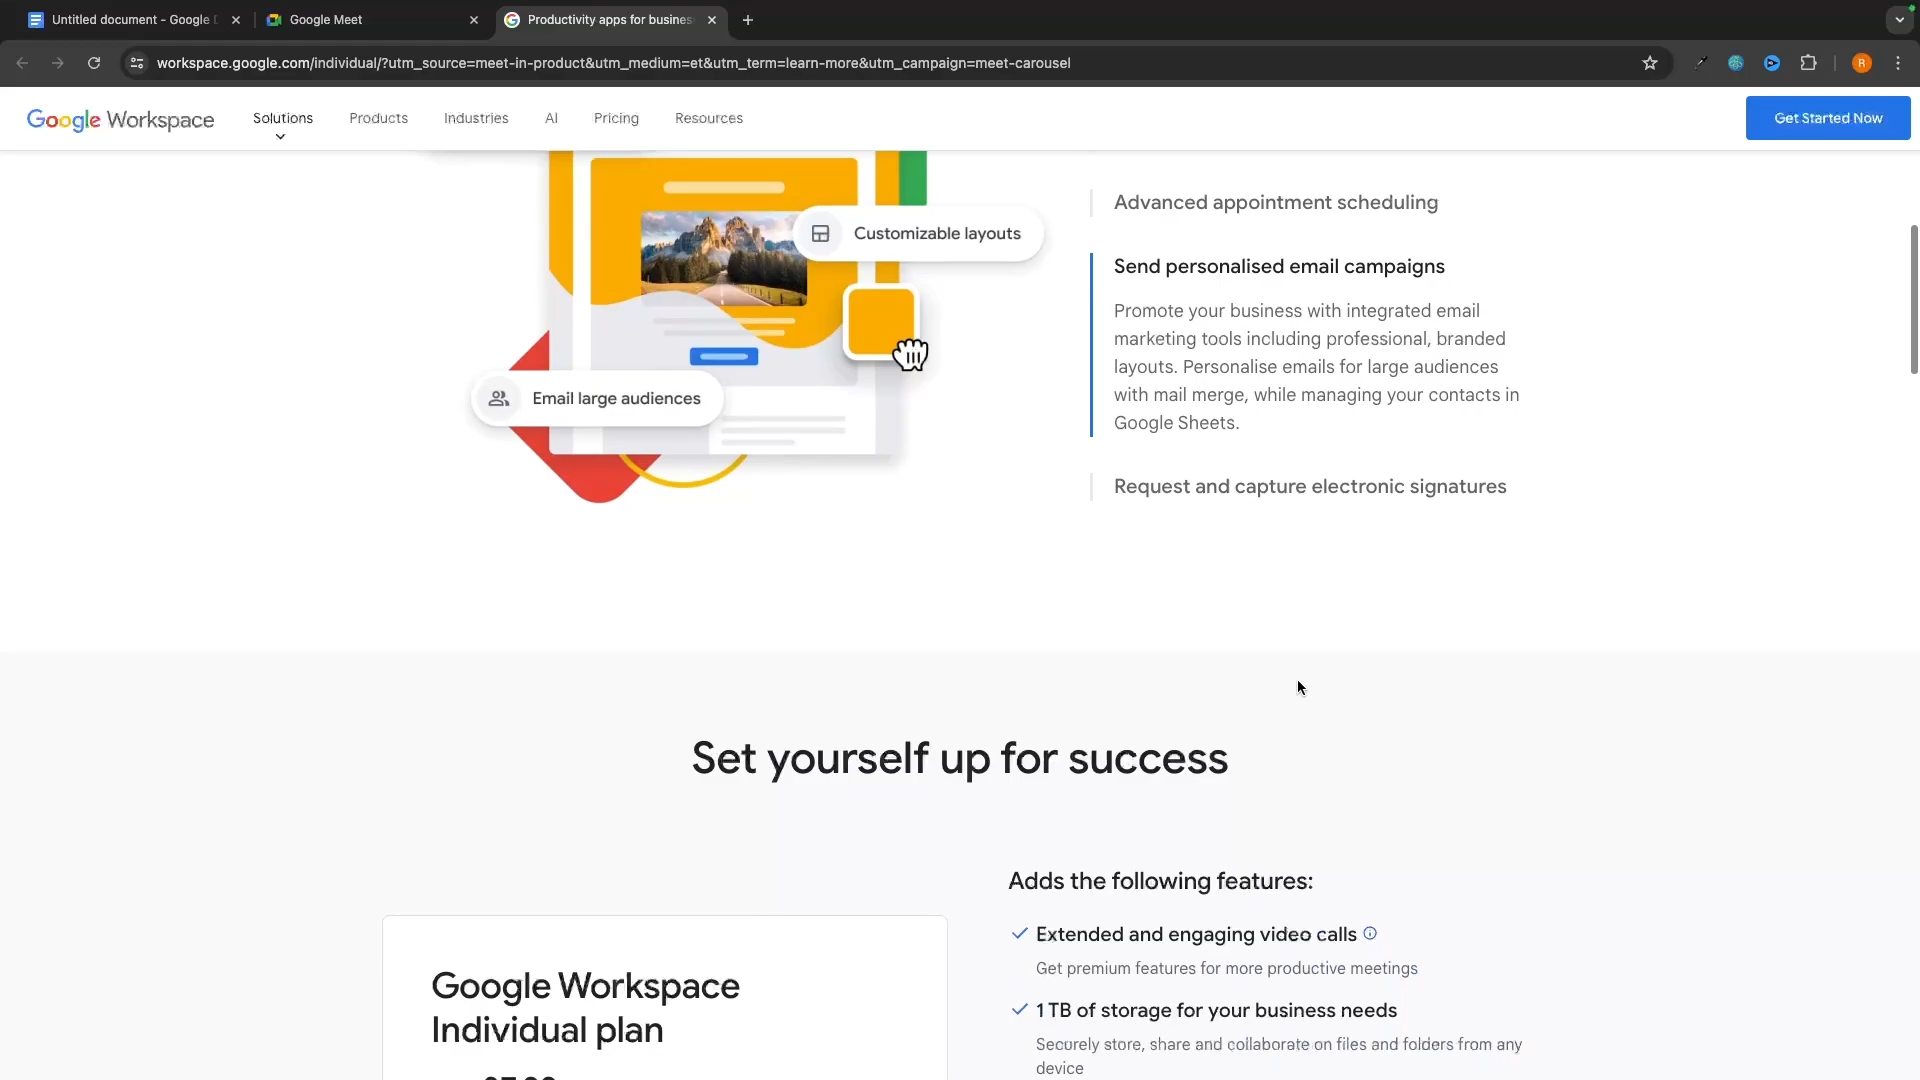 Untitled document - Google
Google Meet
Productivity apps for busines
workspace.google.com/individual/?utm_source=meet-in-product&utm_medium=et&utm_term=learn-more&utm_campaign=meet-carousel
R
Google Workspace
Solutions
Products
Industries
AI
Pricing
Resources
Get Started Now
Customizable layouts
Email large audiences
Advanced appointment scheduling
Send personalised email campaigns
Promote your business with integrated email
marketing tools including professional, branded
layouts. Personalise emails for large audiences
with mail merge, while managing your contacts in
Google Sheets.
Request and capture electronic signatures
Set yourself up for success
Google Workspace
Individual plan
Adds the following features:
Extended and engaging video calls
Get premium features for more productive meetings
1 TB of storage for your business needs
Securely store, share and collaborate on files and folders from any
device